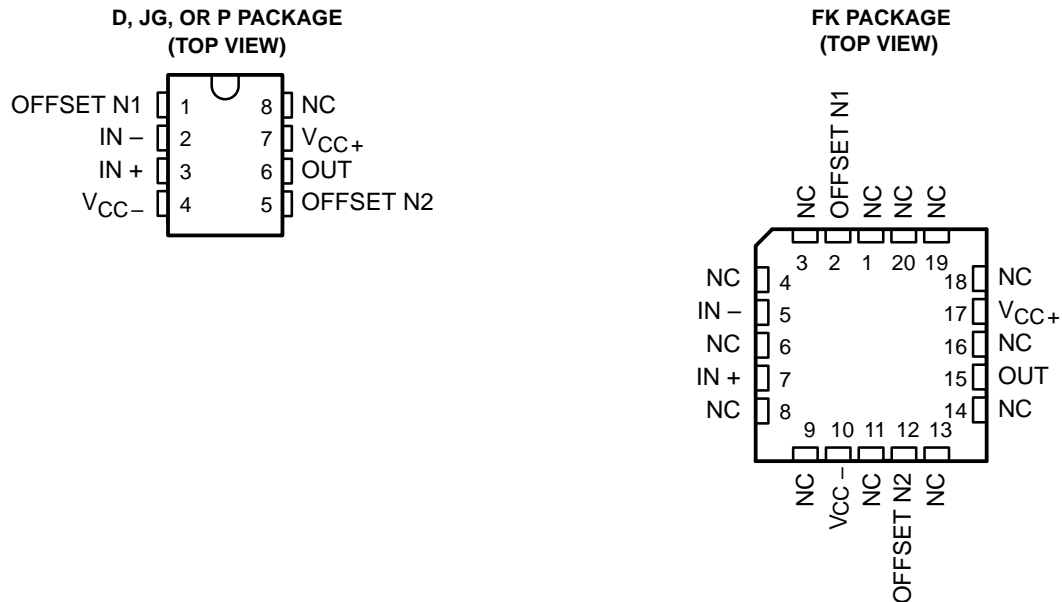 D, JG, OR P PACKAGE
(TOP VIEW)
OFFSET N1 1 8 NC
IN – 2 7 VCC+
IN + 3 6 OUT
VCC– 4 5 OFFSET N2
FK PACKAGE
(TOP VIEW)
NC
OFFSET N1
NC
NC
NC
3 2 1 20 19
NC 4 18 NC
IN – 5 17 VCC+
NC 6 16 NC
IN + 7 15 OUT
NC 8 14 NC
9 10 11 12 13
NC
VCC –
NC
OFFSET N2
NC